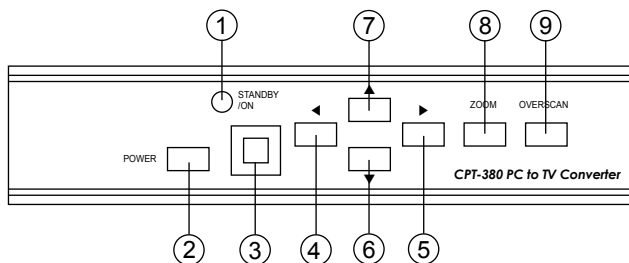 1
7
8
9
STANDBY
/ON
ZOOM
OVERSCAN
POWER
CPT-380 PC to TV Converter
2
3
4
6
5